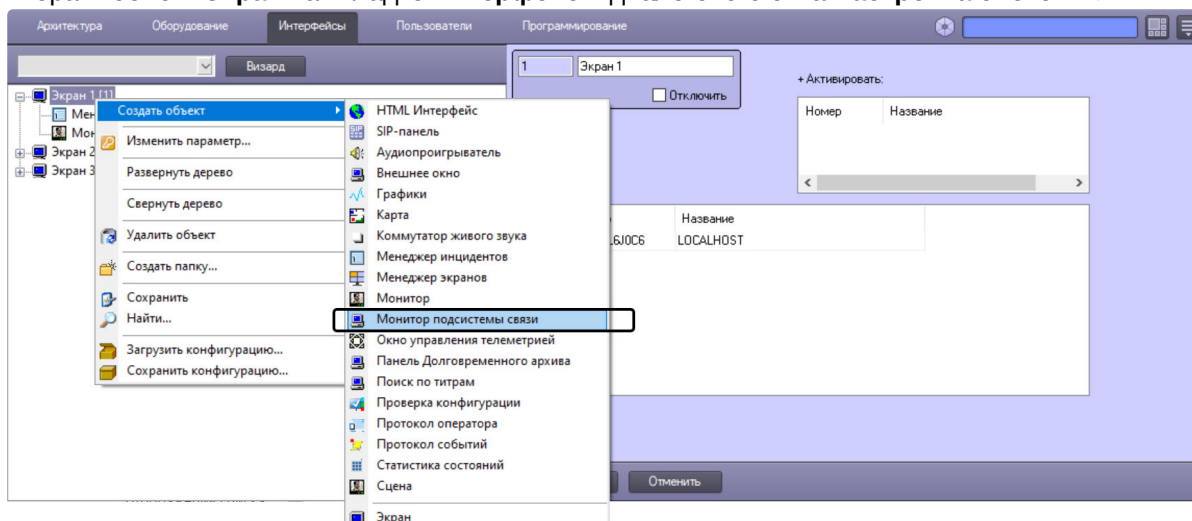 Архитектура Оборудование Интерфейсы Пользователи Программирование
Визард
1 Экран 1
Отключить
+ Активировать:
Номер Название
Экран 1 [1]
Мен
Мон
Экран 2
Экран 3
Создать объект
Изменить параметр...
Развернуть дерево
Свернуть дерево
Удалить объект
Создать папку...
Сохранить
Найти...
Загрузить конфигурацию...
Сохранить конфигурацию...
HTML Интерфейс
SIP-панель
Аудиопроигрыватель
Внешнее окно
Графики
Карта
Коммутатор живого звука
Менеджер инцидентов
Менеджер экранов
Монитор
Монитор подсистемы связи
Окно управления телеметрией
Панель Долговременного архива
Поиск по титрам
Проверка конфигурации
Протокол оператора
Протокол событий
Статистика состояний
Сцена
Экран
Название
L6J0C6 LOCALHOST
Отменить